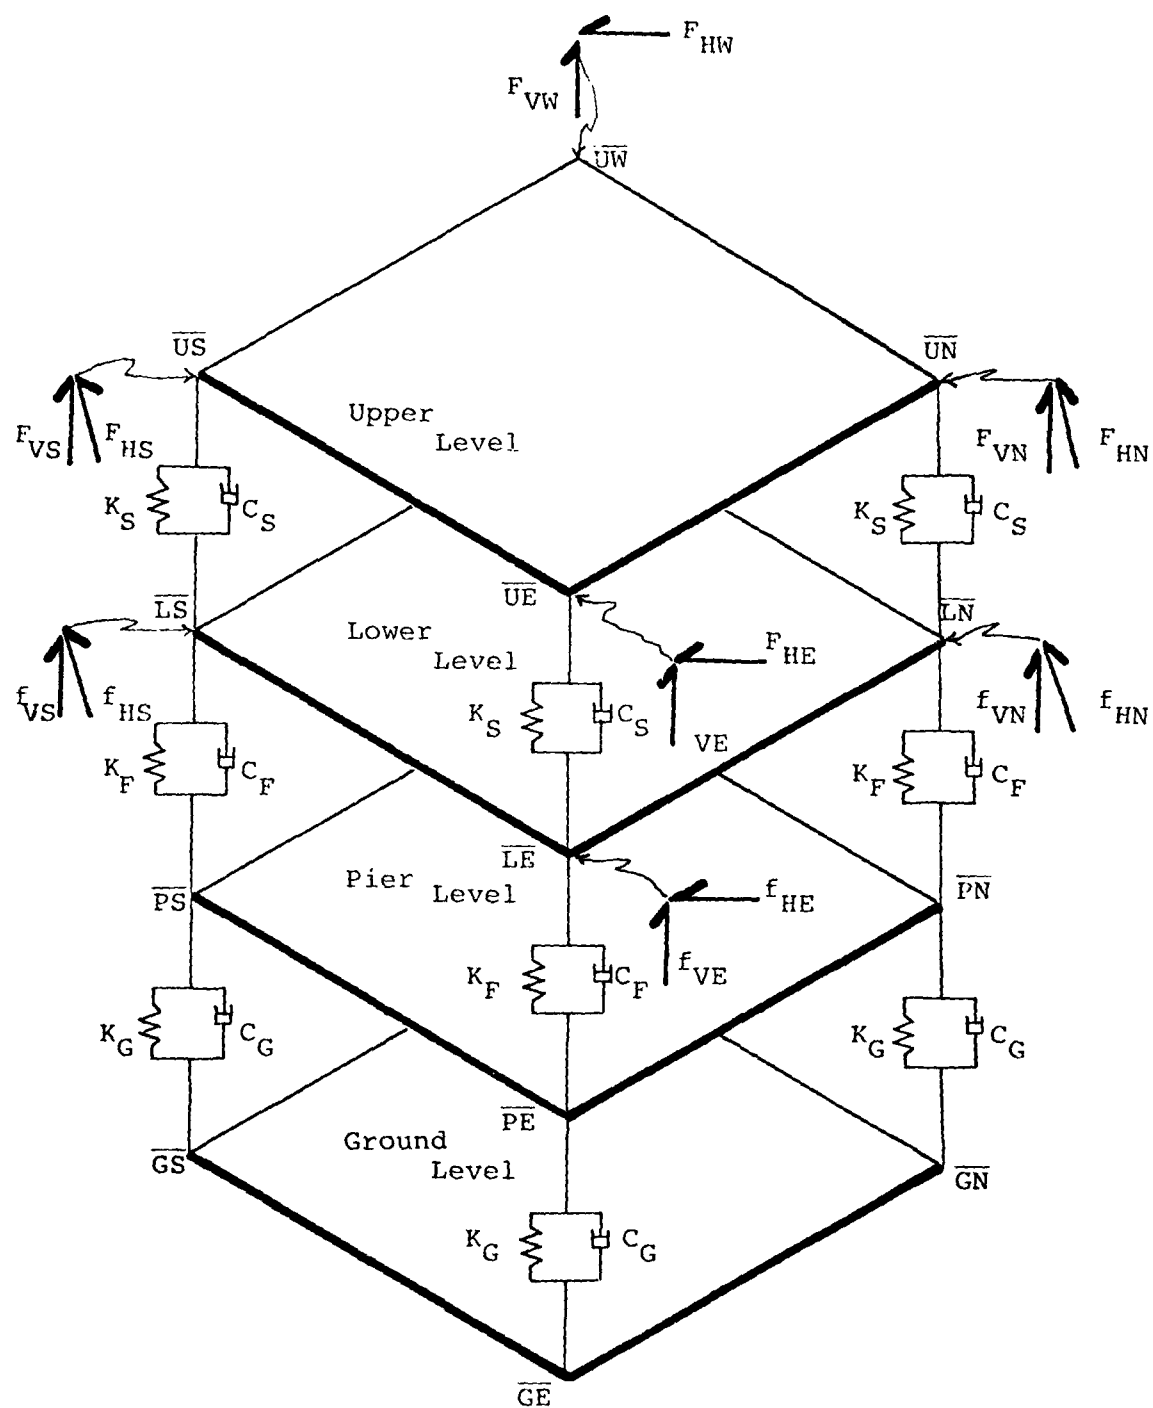 F_HW
F_VW
UW
US
UN
Upper
Level
F_VS F_HS
F_VN F_HN
K_S C_S
K_S C_S
UE
LS
LN
Lower
Level
F_HE
K_S C_S
VE
f_VS f_HS
f_VN f_HN
K_F C_F
K_F C_F
LE
Pier
Level
PS
PN
f_HE
K_F C_F
f_VE
K_G C_G
K_G C_G
PE
Ground
Level
GS
GN
K_G C_G
GE